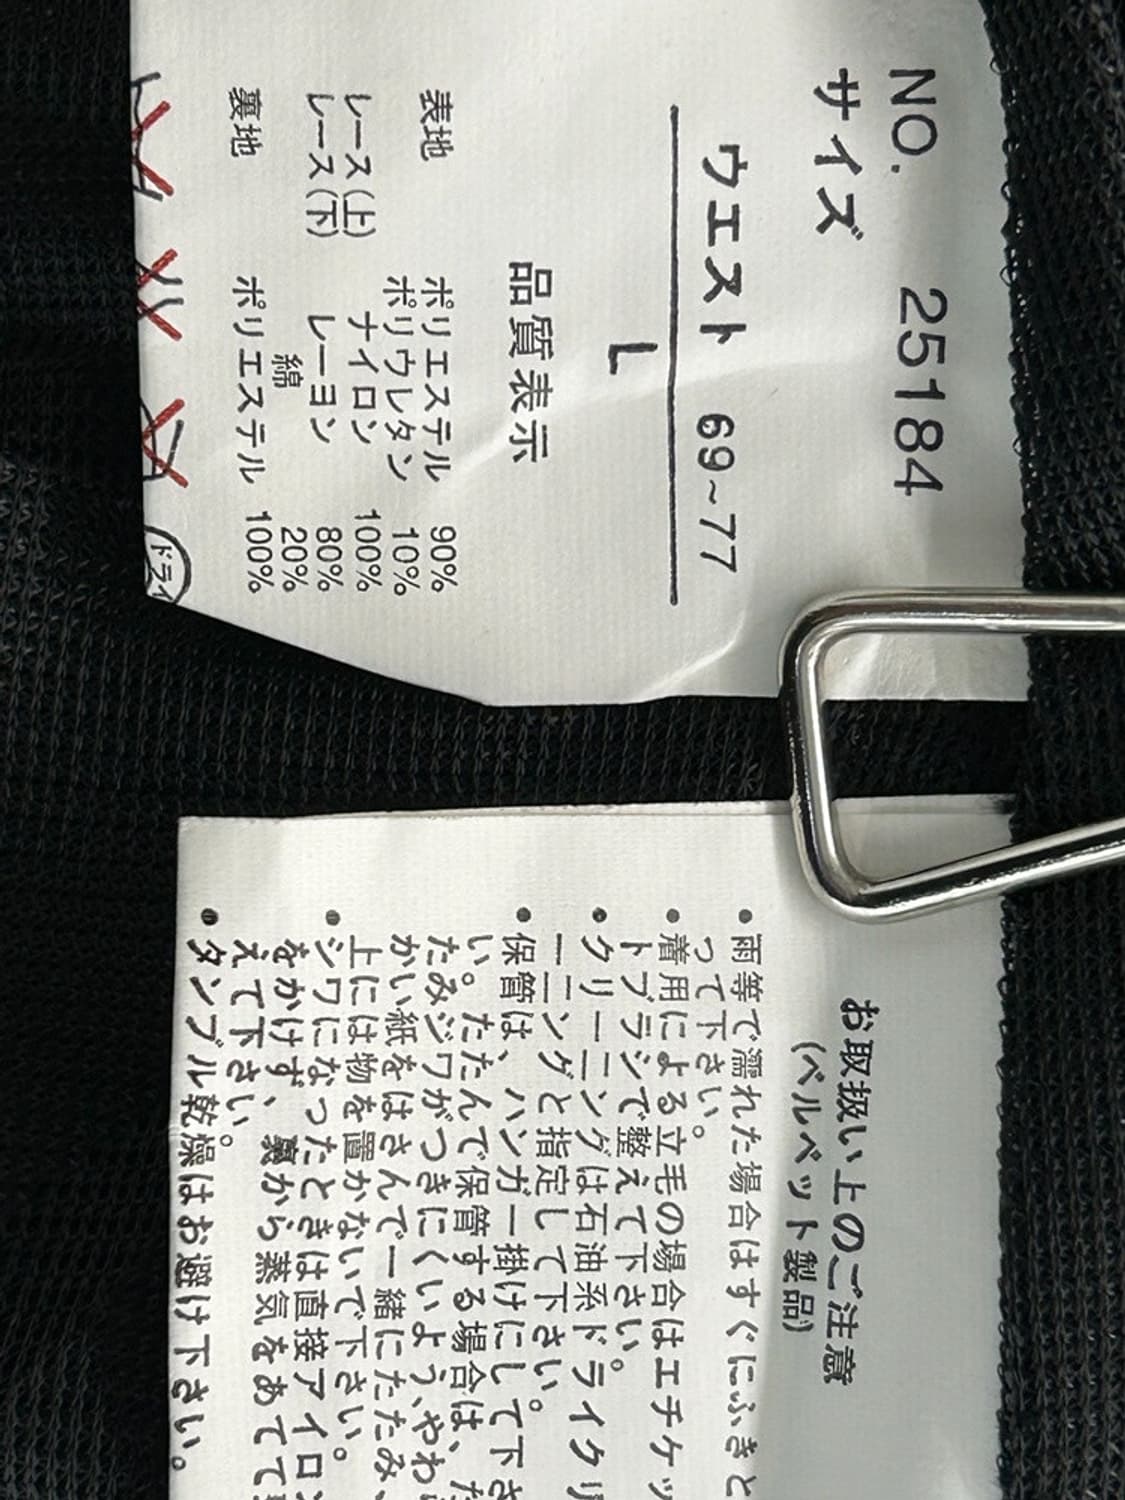 NO. 25184
サイズ
ウエスト 69~77
L
品質表示
表地 ポリエステル 90%
ポリウレタン 10%
レース(上) ナイロン 100%
レース(下) レーヨン 80%
綿 20%
裏地 ポリエステル 100%
ドライ
お取扱い上のご注意
(ベルベット製品)
•雨等で濡れた場合はすぐにふきと
って下さい。
•着用による立毛の場合はエチケッ
トブラシで整えて下さい。
•クリーニングは石油系ドライクリ
ーニングと指定して下さい。
•保管は、ハンガー掛けにして下さ
い。たたんで保管する場合は、た
たみジワがつきにくいよう、やわ
かい紙をはさんで一緒にたたみ、
上には物を置かないで下さい。
•シワになったときは直接アイロン
をかけず、裏から蒸気をあてて
えて下さい。
•タンブル乾燥はお避け下さい。